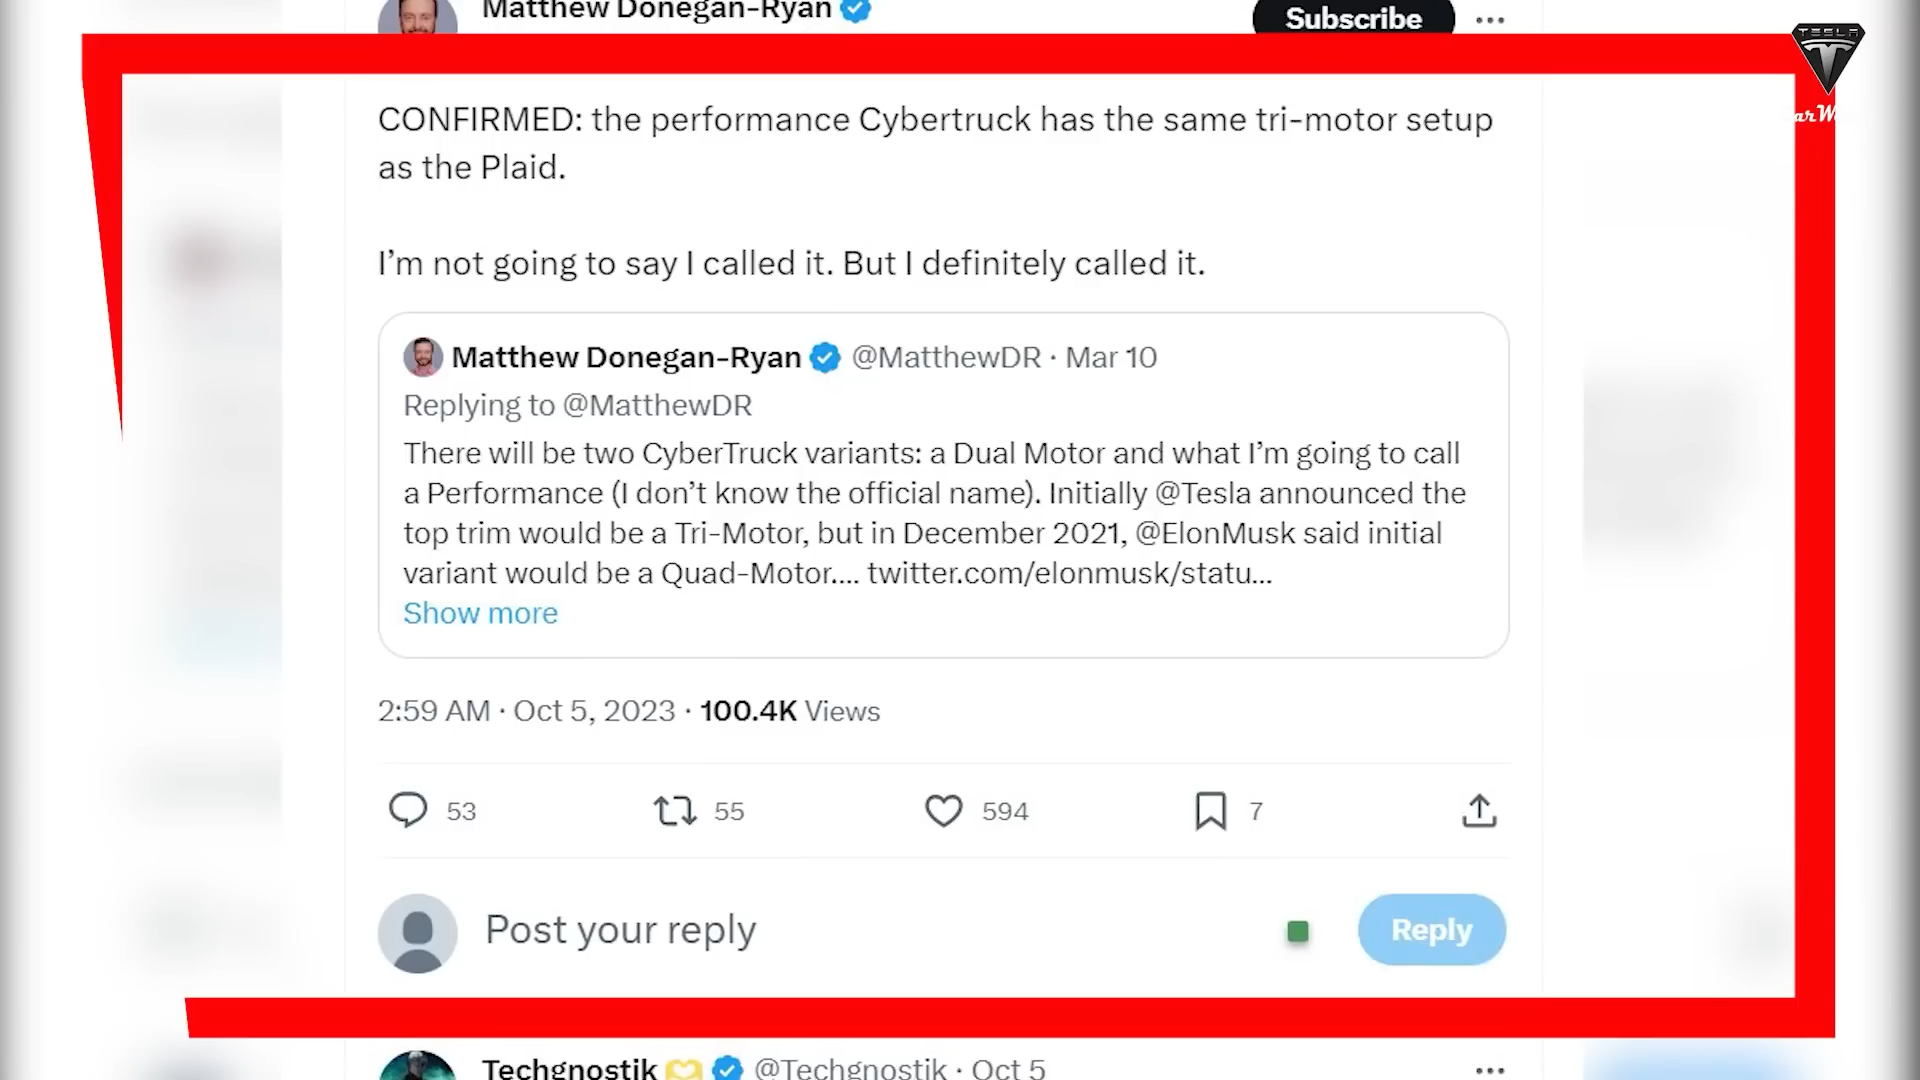 Matthew Donegan-Ryan
Subscribe
TESLA
CONFIRMED: the performance Cybertruck has the same tri-motor setup
as the Plaid.
I'm not going to say I called it. But I definitely called it.
Matthew Donegan-Ryan @MatthewDR · Mar 10
Replying to @MatthewDR
There will be two CyberTruck variants: a Dual Motor and what I'm going to call
a Performance (I don't know the official name). Initially @Tesla announced the
top trim would be a Tri-Motor, but in December 2021, @ElonMusk said initial
variant would be a Quad-Motor.... twitter.com/elonmusk/statu...
Show more
2:59 AM · Oct 5, 2023 · 100.4K Views
53 55 594 7
Post your reply
Reply
Techgnostik @Techgnostik · Oct 5